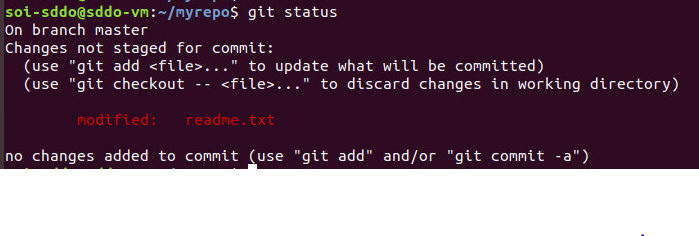 soi-sddo@sddo-vm:~/myrepo$ git status
On branch master
Changes not staged for commit:
  (use "git add <file>..." to update what will be committed)
  (use "git checkout -- <file>..." to discard changes in working directory)
        modified:   readme.txt
no changes added to commit (use "git add" and/or "git commit -a")